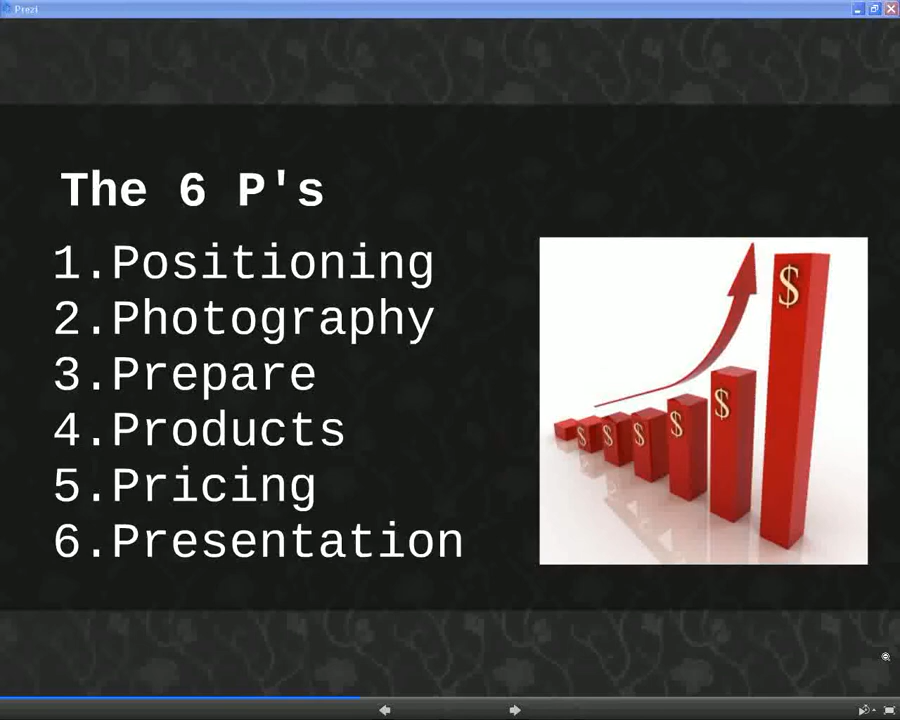 Prezi
The 6 P's
1.Positioning
2.Photography
3.Prepare
4.Products
5.Pricing
6.Presentation
$
$
$
$
$
$